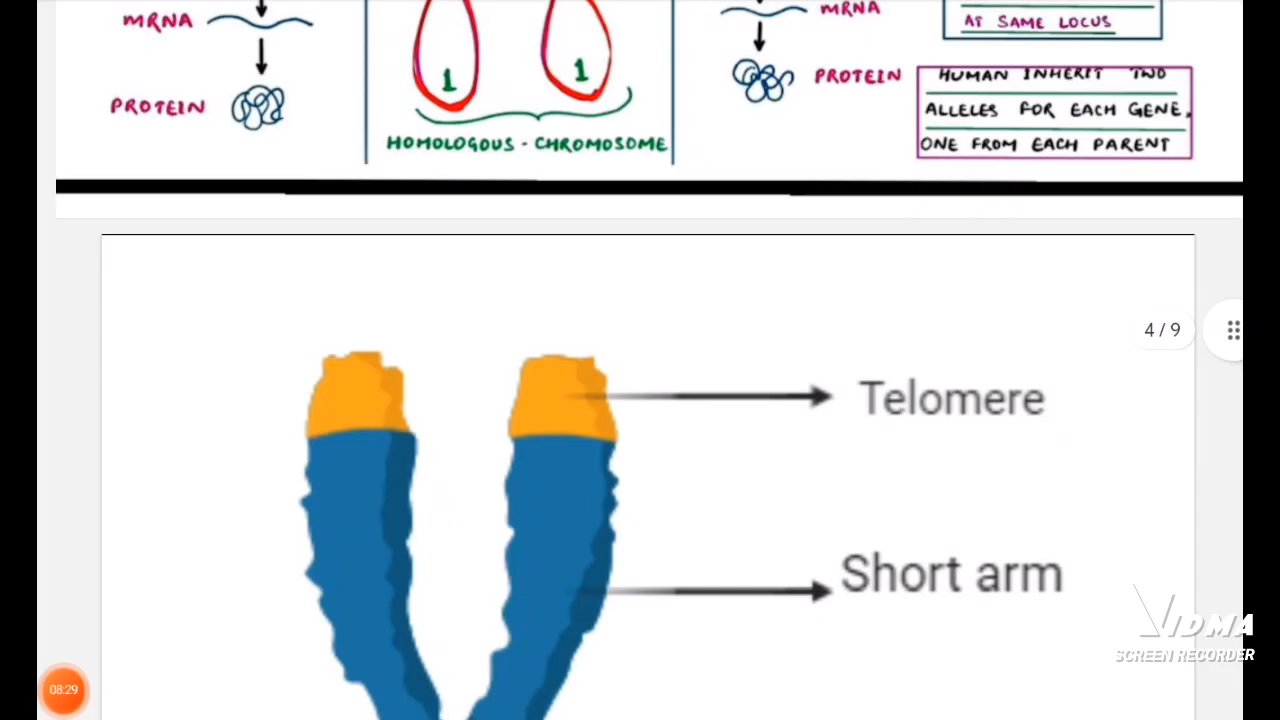 MRNA
PROTEIN
1 1
HOMOLOGOUS - CHROMOSOME
MRNA
PROTEIN
AT SAME LOCUS
HUMAN INHERIT TWO
ALLELES FOR EACH GENE,
ONE FROM EACH PARENT
4 / 9
Telomere
Short arm
VIDMA
SCREEN RECORDER
08:29